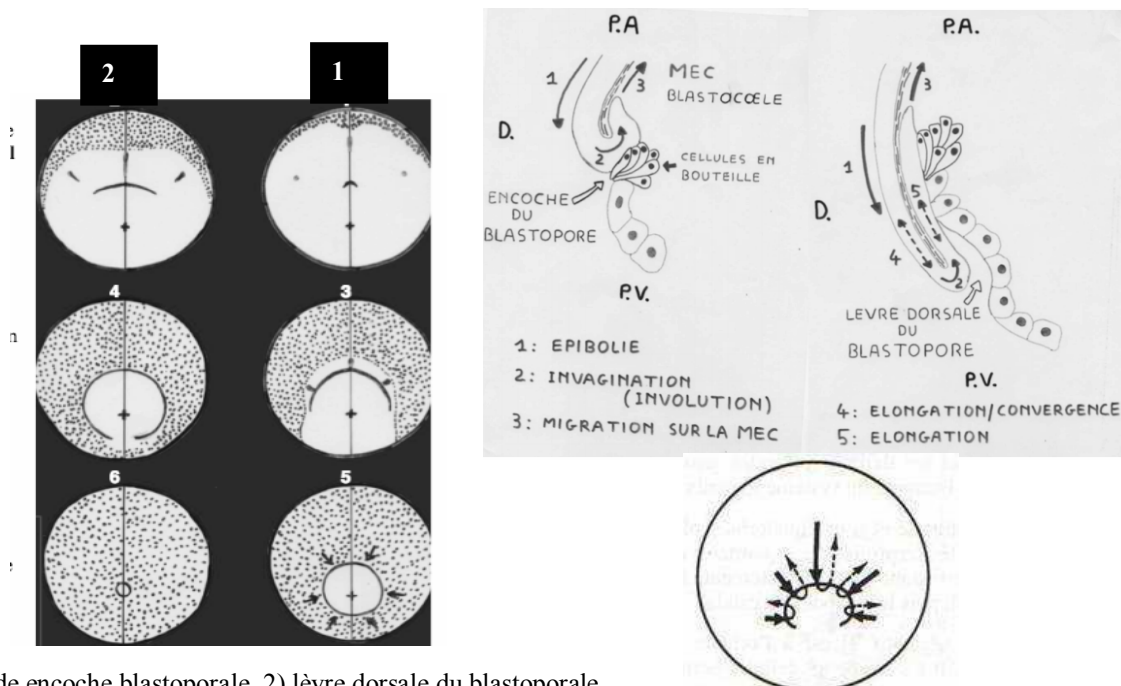 2
1
4
3
6
5
P.A
1
3
MEC
BLASTOCŒLE
D.
2
CELLULES EN
BOUTEILLE
ENCOCHE
DU
BLASTOPORE
P.V.
1: EPIBOLIE
2: INVAGINATION
(INVOLUTION)
3: MIGRATION SUR LA MEC
P.A.
3
1
5
D.
4
2
LEVRE DORSALE
DU
BLASTOPORE
P.V.
4: ELONGATION/CONVERGENCE
5: ELONGATION
de encoche blastoporale, 2) lèvre dorsale du blastoporale